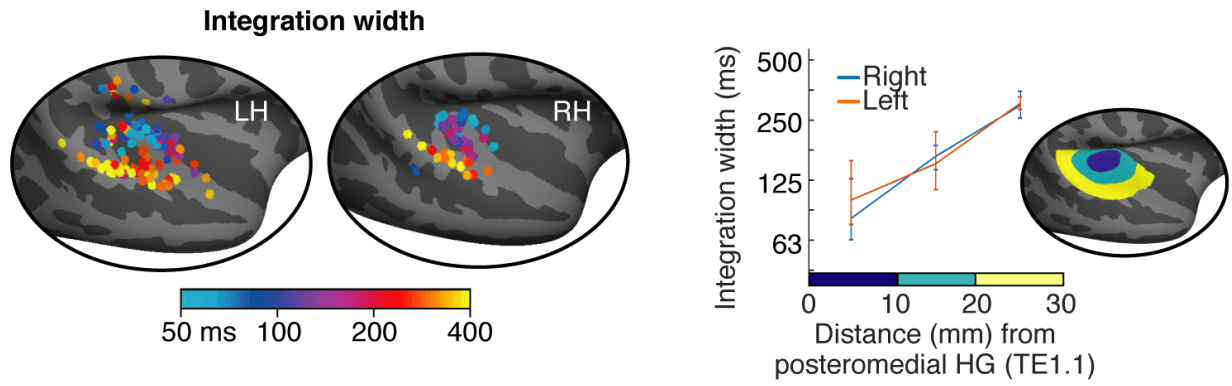 Integration width
LH
RH
50 ms 100 200 400
Integration width (ms)
500
250
125
63
Right
Left
0 10 20 30
Distance (mm) from
posteromedial HG (TE1.1)